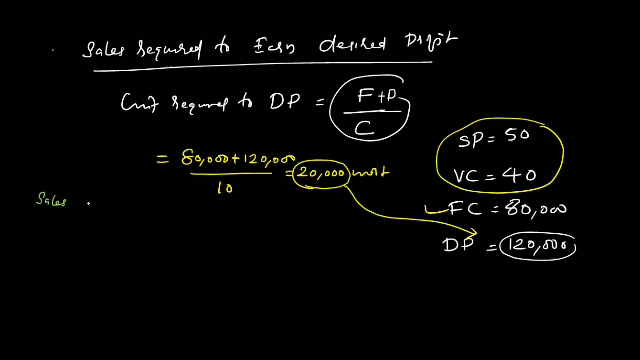 Sales required to Earn desired Profit
Unit required to DP = F+P
C
= 80,000+120,000
10
= 20,000 unit
SP = 50
VC = 40
FC = 80,000
DP = 120,000
Sales